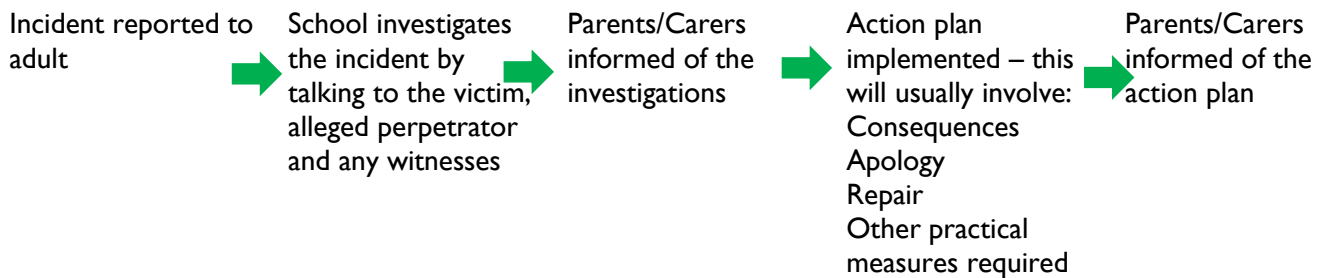 Incident reported to
adult
School investigates
the incident by
talking to the victim,
alleged perpetrator
and any witnesses
Parents/Carers
informed of the
investigations
Action plan
implemented – this
will usually involve:
Consequences
Apology
Repair
Other practical
measures required
Parents/Carers
informed of the
action plan